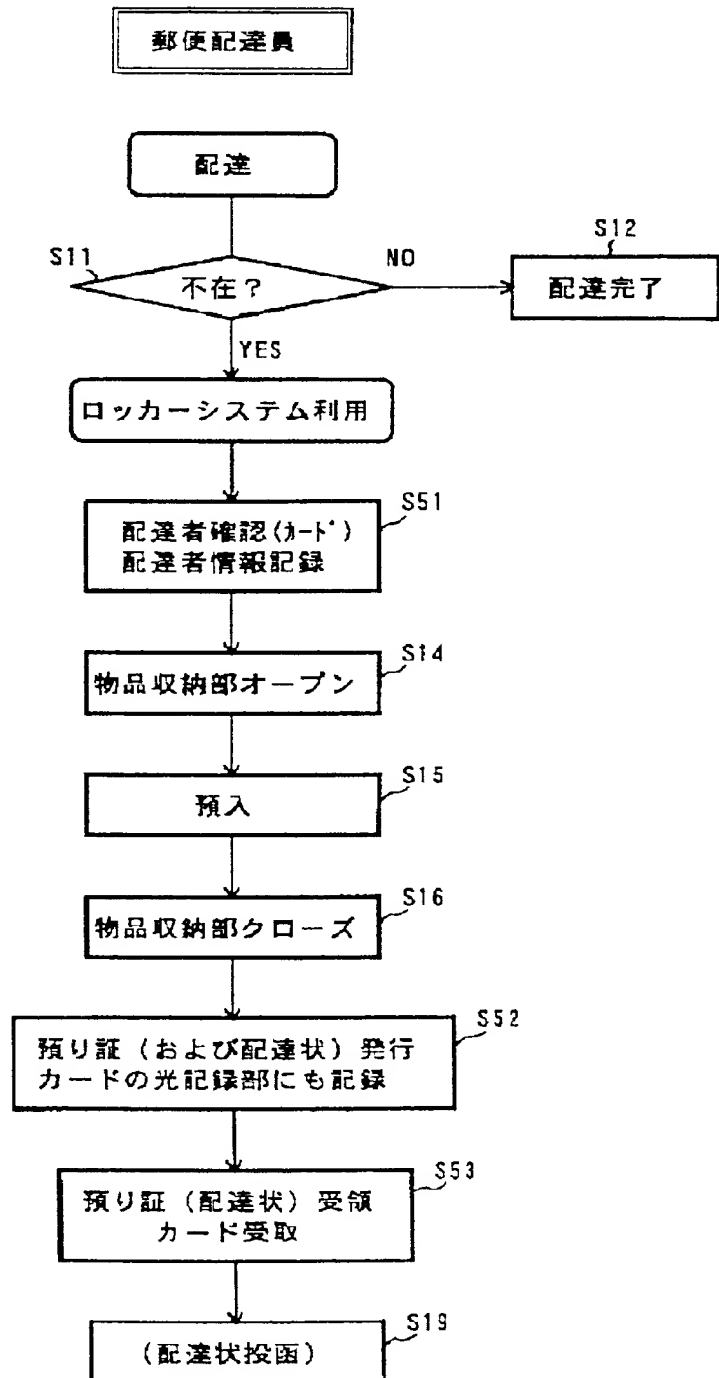 郵便配達員
配達
S11
不在?
NO
S12
配達完了
YES
ロッカーシステム利用
S51
配達者確認(カード)
配達者情報記録
S14
物品収納部オープン
S15
預入
S16
物品収納部クローズ
S52
預り証(および配達状)発行
カードの光記録部にも記録
S53
預り証(配達状)受領
カード受取
S19
(配達状投函)